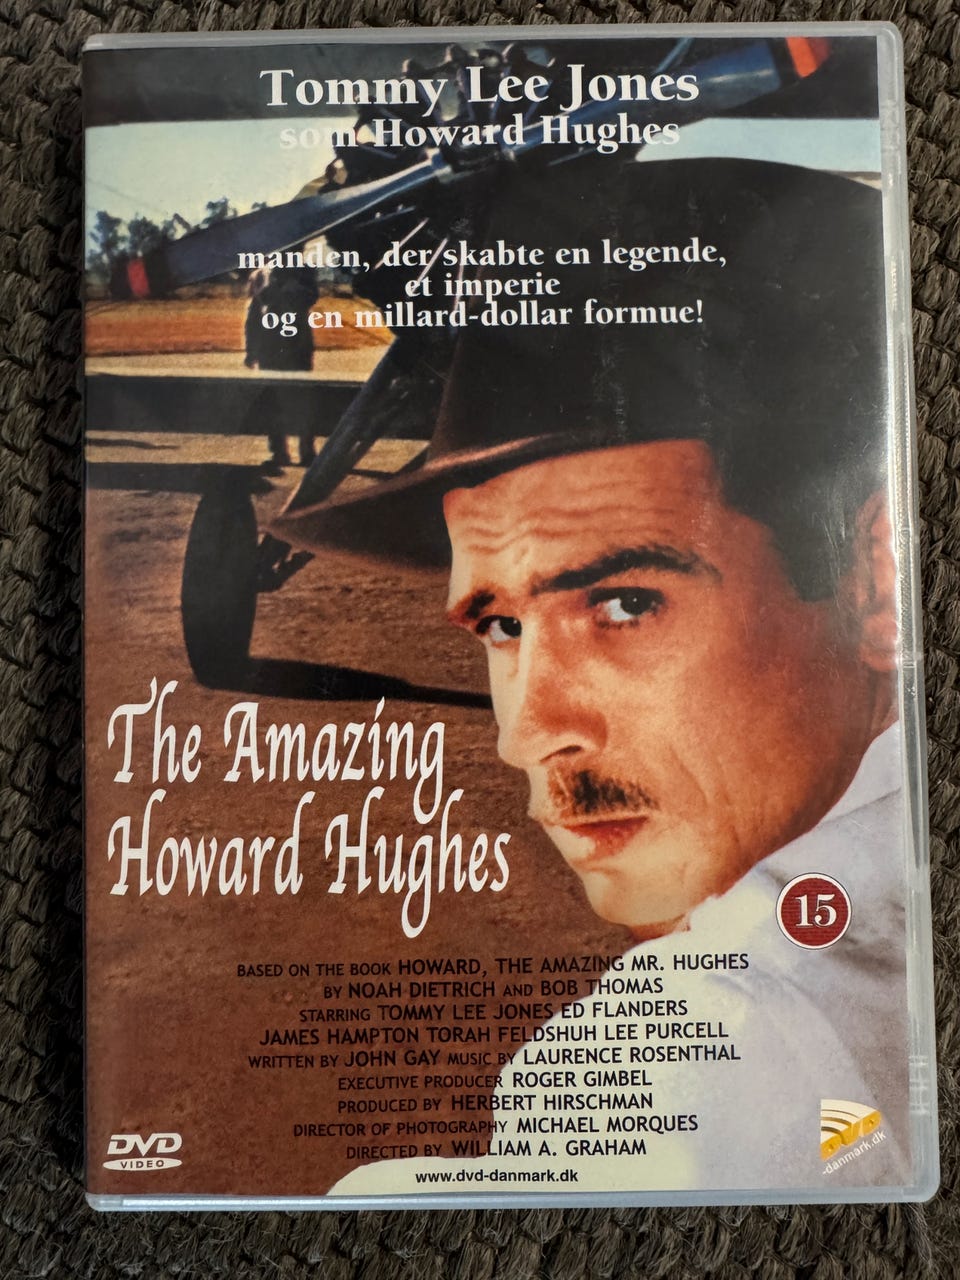 Tommy Lee Jones
som Howard Hughes
manden, der skabte en legende,
et imperie
og en millard-dollar formue!
The Amazing
Howard Hughes
15
BASED ON THE BOOK HOWARD, THE AMAZING MR. HUGHES
BY NOAH DIETRICH AND BOB THOMAS
STARRING TOMMY LEE JONES ED FLANDERS
JAMES HAMPTON TORAH FELDSHUH LEE PURCELL
WRITTEN BY JOHN GAY MUSIC BY LAURENCE ROSENTHAL
EXECUTIVE PRODUCER ROGER GIMBEL
PRODUCED BY HERBERT HIRSCHMAN
DIRECTOR OF PHOTOGRAPHY MICHAEL MORQUES
DIRECTED BY WILLIAM A. GRAHAM
www.dvd-danmark.dk
DVD
VIDEO
DVD
-danmark.dk